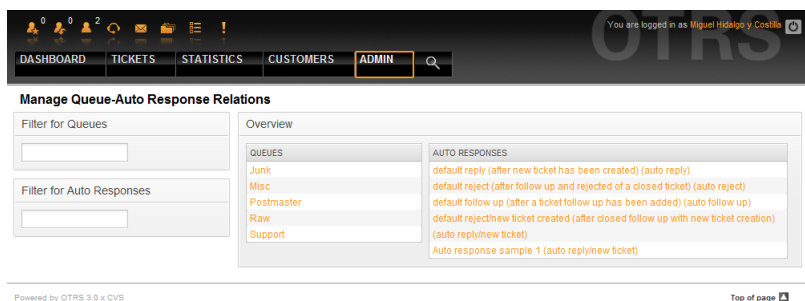 0 0 2
OTRS
You are logged in as Miguel Hidalgo y Costilla
DASHBOARD TICKETS STATISTICS CUSTOMERS ADMIN
Manage Queue-Auto Response Relations
Filter for Queues
Filter for Auto Responses
Overview
QUEUES
Junk
Misc
Postmaster
Raw
Support
AUTO RESPONSES
default reply (after new ticket has been created) (auto reply)
default reject (after follow up and rejected of a closed ticket) (auto reject)
default follow up (after a ticket follow up has been added) (auto follow up)
default reject/new ticket created (after closed follow up with new ticket creation)
(auto reply/new ticket)
Auto response sample 1 (auto reply/new ticket)
Powered by OTRS 3.0.x CVS
Top of page